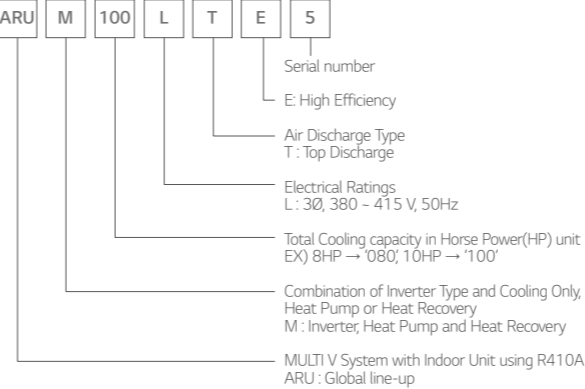 ARU M 100 L T E 5
Serial number
E: High Efficiency
Air Discharge Type
T : Top Discharge
Electrical Ratings
L : 3Ø, 380 ~ 415 V, 50Hz
Total Cooling capacity in Horse Power(HP) unit
EX) 8HP → ‘080’, 10HP → ‘100’
Combination of Inverter Type and Cooling Only,
Heat Pump or Heat Recovery
M : Inverter, Heat Pump and Heat Recovery
MULTI V System with Indoor Unit using R410A
ARU : Global line-up